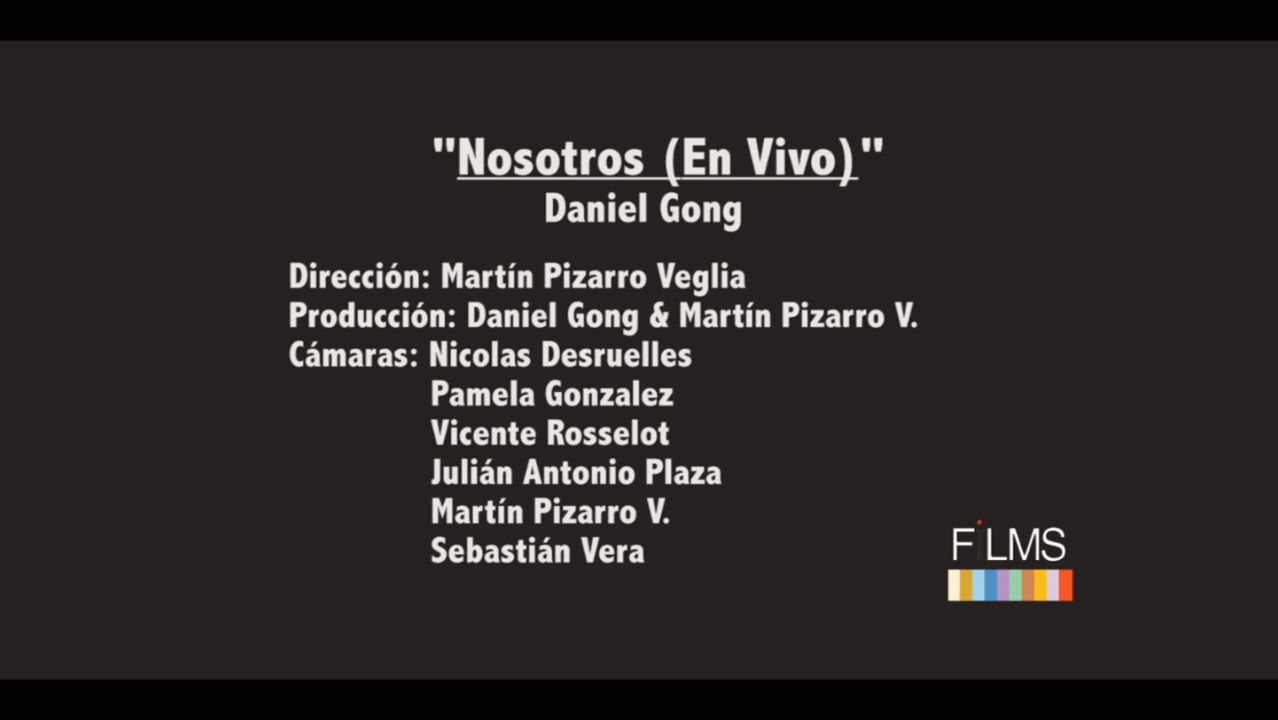 "Nosotros (En Vivo)"
Daniel Gong
Dirección: Martín Pizarro Veglia
Producción: Daniel Gong & Martín Pizarro V.
Cámaras: Nicolas Desruelles
Pamela Gonzalez
Vicente Rosselot
Julián Antonio Plaza
Martín Pizarro V.
Sebastián Vera
FiLMS